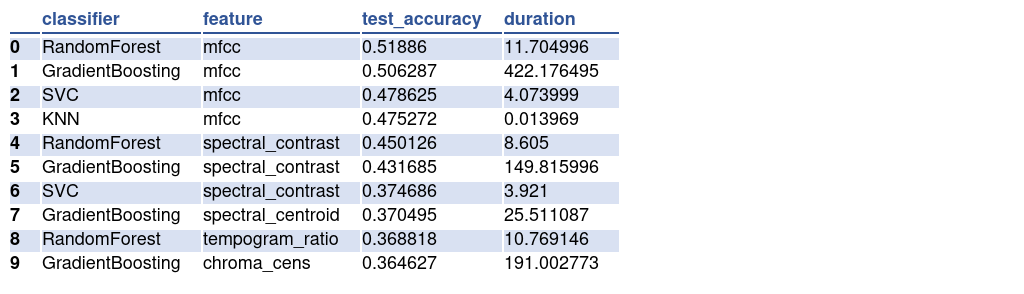 classifier feature test_accuracy duration
0 RandomForest mfcc 0.51886 11.704996
1 GradientBoosting mfcc 0.506287 422.176495
2 SVC mfcc 0.478625 4.073999
3 KNN mfcc 0.475272 0.013969
4 RandomForest spectral_contrast 0.450126 8.605
5 GradientBoosting spectral_contrast 0.431685 149.815996
6 SVC spectral_contrast 0.374686 3.921
7 GradientBoosting spectral_centroid 0.370495 25.511087
8 RandomForest tempogram_ratio 0.368818 10.769146
9 GradientBoosting chroma_cens 0.364627 191.002773